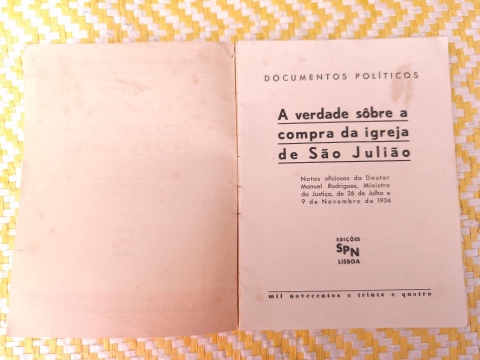 DOCUMENTOS POLÍTICOS
A verdade sôbre a
compra da igreja
de São Julião
Notas oficiosas do Doutor
Manuel Rodrigues, Ministro
da Justiça, de 26 de Julho e
9 de Novembro de 1934
EDIÇÕES
SPN
LISBOA
mil novecentos e trinta e quatro